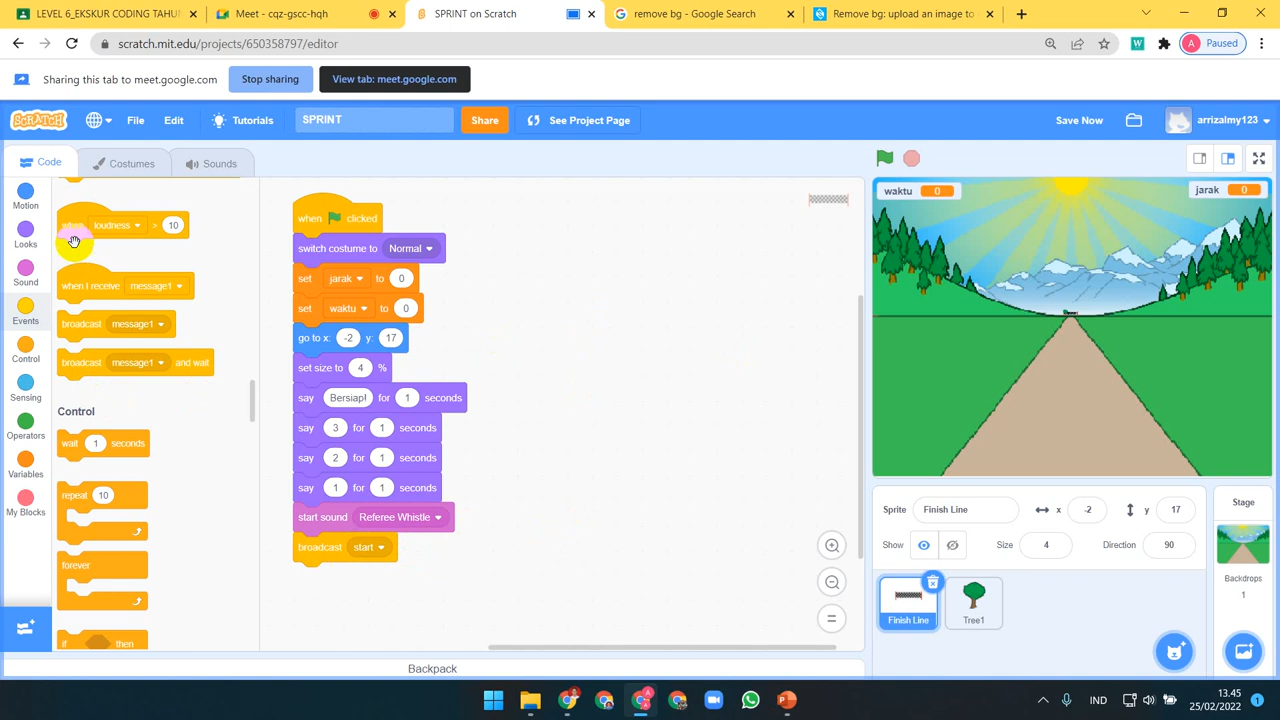 LEVEL 6_EKSKUR CODING TAHUN
Meet - cqz-gscc-hqh
SPRINT on Scratch
remove bg - Google Search
Remove bg: upload an image to
scratch.mit.edu/projects/650358797/editor
W
A Paused
Sharing this tab to meet.google.com
Stop sharing
View tab: meet.google.com
SCRATCH
File
Edit
Tutorials
SPRINT
Share
See Project Page
Save Now
arrizalmy123
Code
Costumes
Sounds
Motion
Looks
Sound
Events
Control
Sensing
Operators
Variables
My Blocks
when loudness > 10
when I receive message1
broadcast message1
broadcast message1 and wait
Control
wait 1 seconds
repeat 10
forever
if then
when clicked
switch costume to Normal
set jarak to 0
set waktu to 0
go to x: -2 y: 17
set size to 4 %
say Bersiap! for 1 seconds
say 3 for 1 seconds
say 2 for 1 seconds
say 1 for 1 seconds
start sound Referee Whistle
broadcast start
Backpack
waktu 0
jarak 0
Sprite Finish Line x -2 y 17
Show Size 4 Direction 90
Finish Line
Tree1
Stage
Backdrops
1
IND
13.45
25/02/2022
1